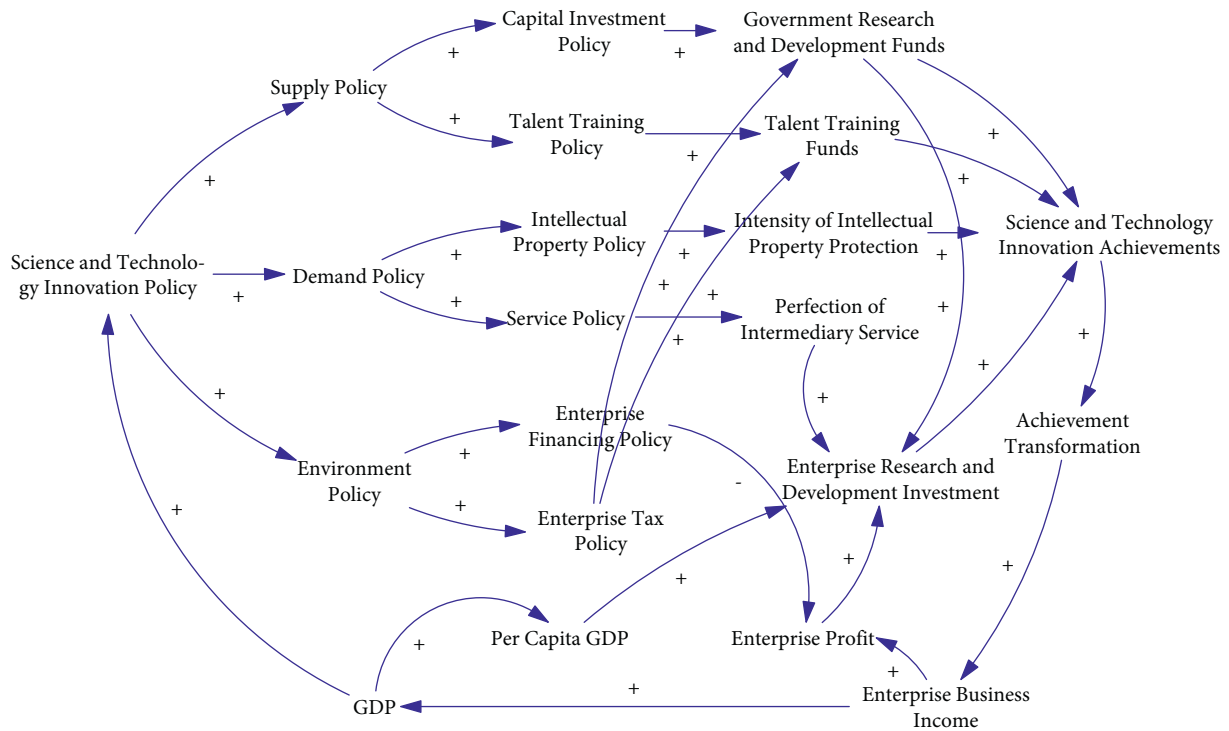 Capital Investment
Policy
Government Research
and Development Funds
+
+
Supply Policy
+
Talent Training
Policy
Talent Training
Funds
+
+
+
+
Intellectual
Property Policy
Intensity of Intellectual
Property Protection
Science and Technology
Innovation Achievements
+
+
+
Science and Technolo-
gy Innovation Policy
Demand Policy
+
+
+
+
Service Policy
Perfection of
Intermediary Service
+
+
+
+
+
+
Enterprise
Financing Policy
Achievement
Transformation
Environment
Policy
+
-
Enterprise Research and
Development Investment
+
+
Enterprise Tax
Policy
+
+
+
Per Capita GDP
Enterprise Profit
+
+
+
GDP
Enterprise Business
Income